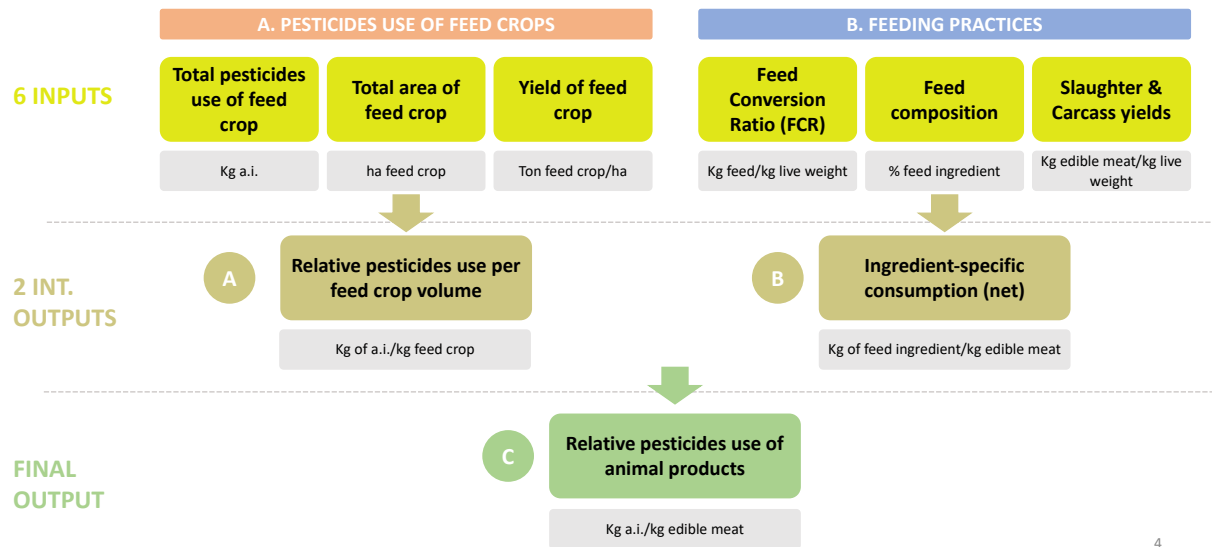 A. PESTICIDES USE OF FEED CROPS
B. FEEDING PRACTICES
6 INPUTS
Total pesticides
use of feed
crop
Total area of
feed crop
Yield of feed
crop
Feed
Conversion
Ratio (FCR)
Feed
composition
Slaughter &
Carcass yields
Kg a.i.
ha feed crop
Ton feed crop/ha
Kg feed/kg live weight
% feed ingredient
Kg edible meat/kg live
weight
2 INT.
OUTPUTS
A
Relative pesticides use per
feed crop volume
B
Ingredient-specific
consumption (net)
Kg of a.i./kg feed crop
Kg of feed ingredient/kg edible meat
FINAL
OUTPUT
C
Relative pesticides use of
animal products
Kg a.i./kg edible meat
4